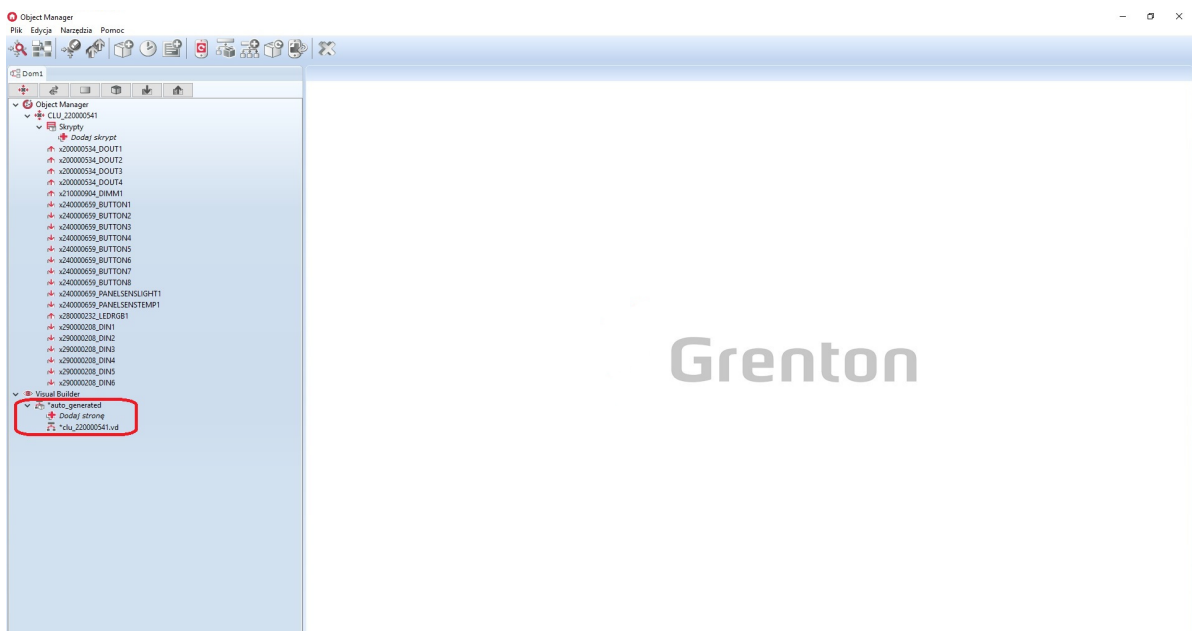 Object Manager
Plik Edycja Narzędzia Pomoc
Dom1
Object Manager
CLU_220000541
Skrypty
Dodaj skrypt
x200000534_DOUT1
x200000534_DOUT2
x200000534_DOUT3
x200000534_DOUT4
x210000904_DIMM1
x240000659_BUTTON1
x240000659_BUTTON2
x240000659_BUTTON3
x240000659_BUTTON4
x240000659_BUTTON5
x240000659_BUTTON6
x240000659_BUTTON7
x240000659_BUTTON8
x240000659_PANELSENSLIGHT1
x240000659_PANELSENSTEMP1
x280000232_LEDRGB1
x290000208_DIN1
x290000208_DIN2
x290000208_DIN3
x290000208_DIN4
x290000208_DIN5
x290000208_DIN6
Visual Builder
*auto_generated
Dodaj stronę
*clu_220000541.vd
Grenton